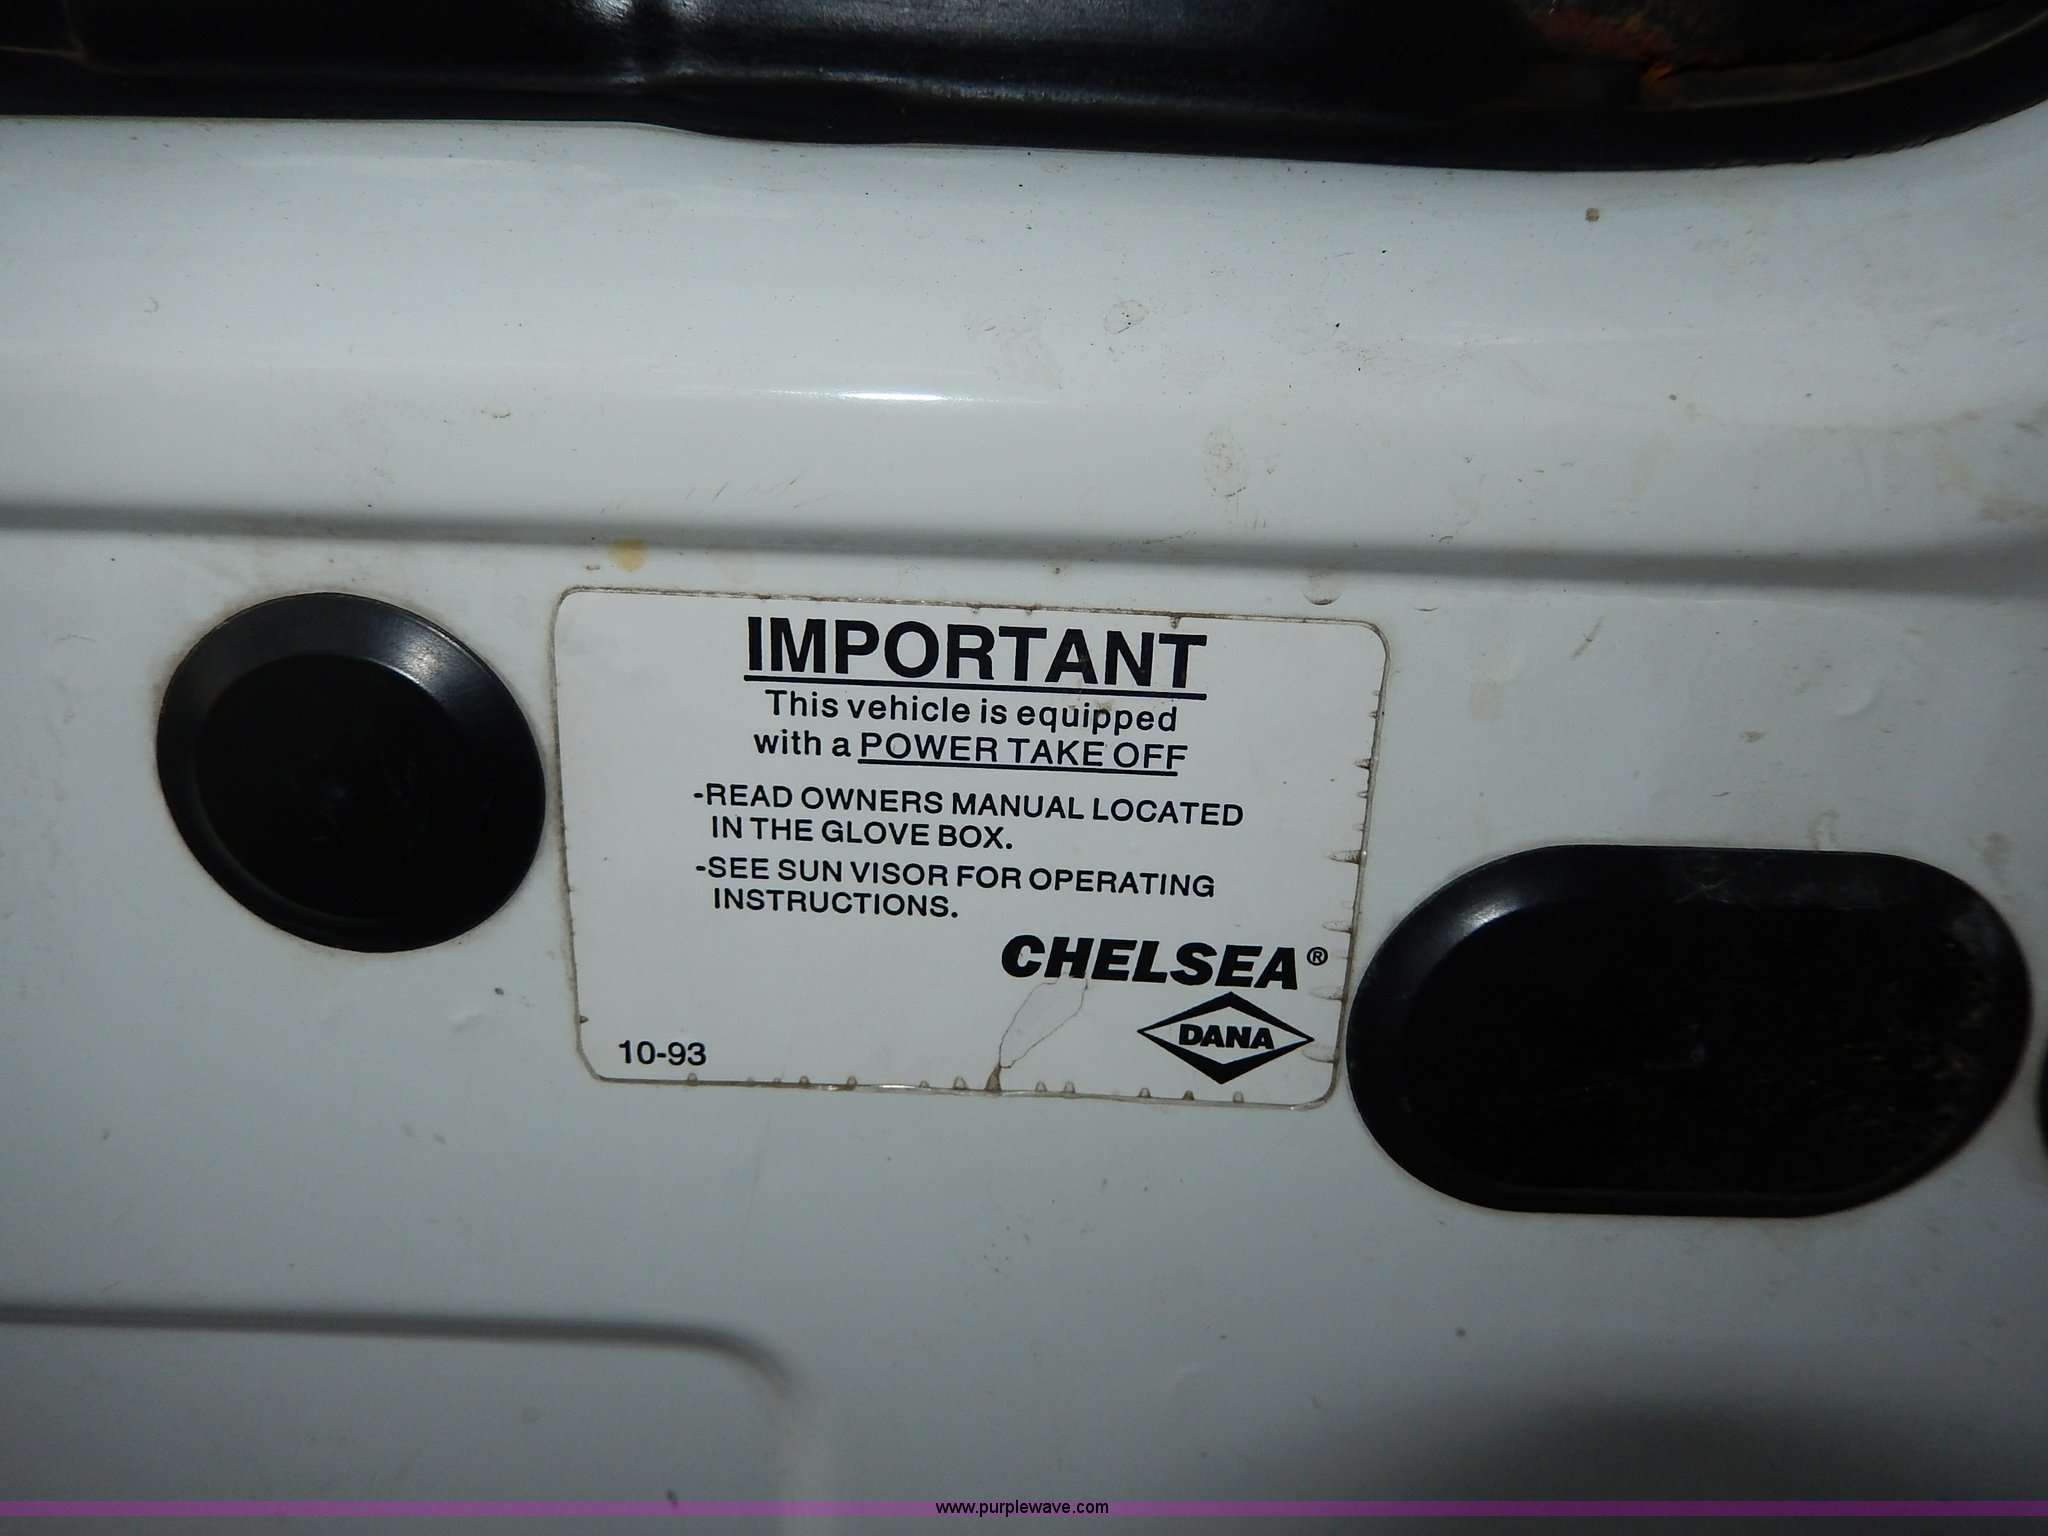 IMPORTANT
This vehicle is equipped
with a POWER TAKE OFF
-READ OWNERS MANUAL LOCATED
IN THE GLOVE BOX.
-SEE SUN VISOR FOR OPERATING
INSTRUCTIONS.
CHELSEA®
DANA
10-93
www.purplewave.com